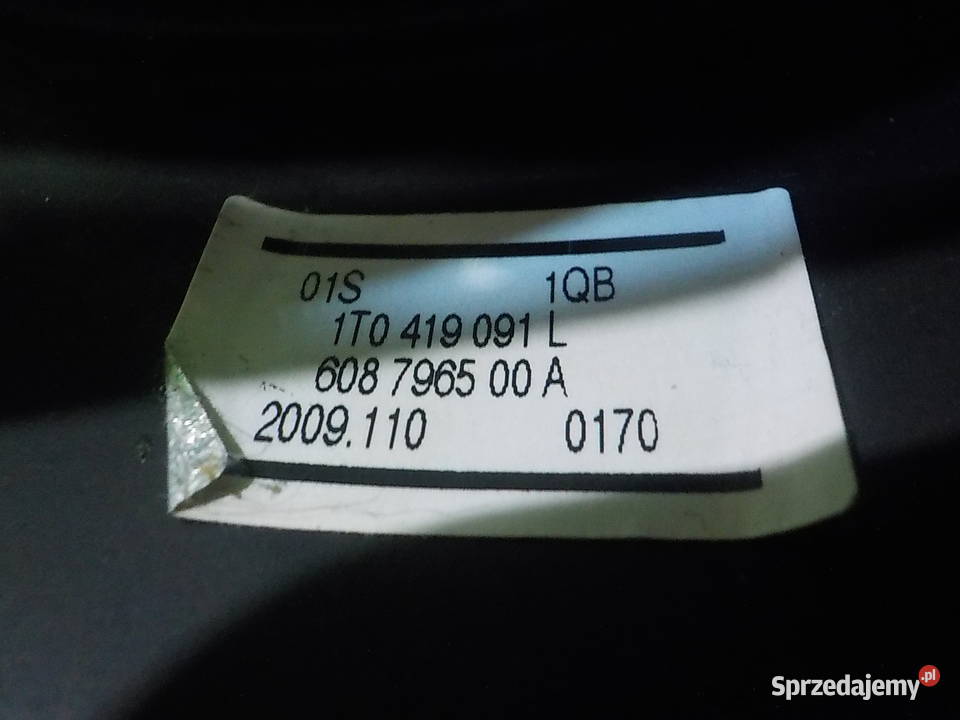 01S 1QB
1T0 419 091 L
608 7965 00 A
2009.110 0170
Sprzedajemy.pl